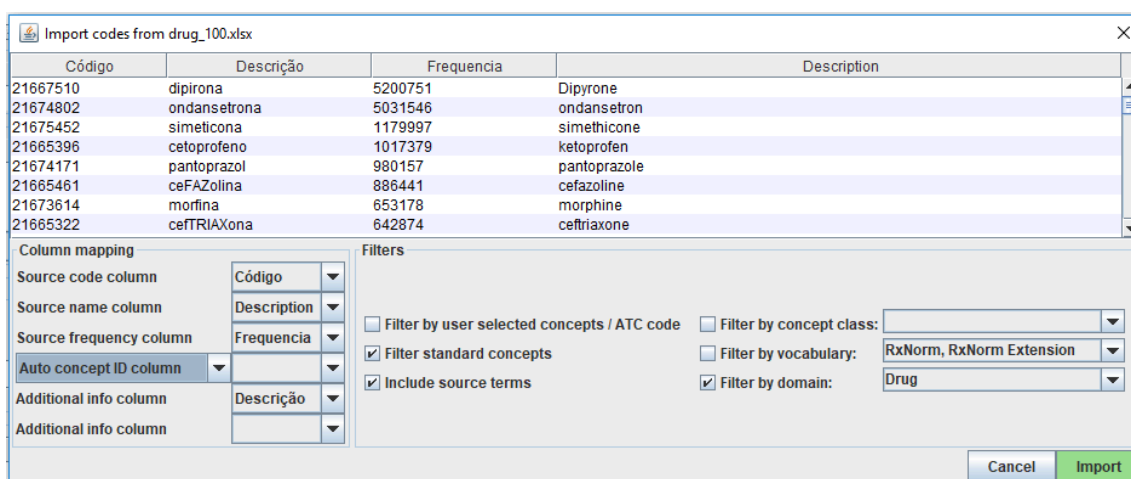 Import codes from drug_100.xlsx
Código Descrição Frequencia Description
21667510 dipirona 5200751 Dipyrone
21674802 ondansetrona 5031546 ondansetron
21675452 simeticona 1179997 simethicone
21665396 cetoprofeno 1017379 ketoprofen
21674171 pantoprazol 980157 pantoprazole
21665461 ceFAZolina 886441 cefazoline
21673614 morfina 653178 morphine
21665322 cefTRIAXona 642874 ceftriaxone
Column mapping
Source code column Código
Source name column Description
Source frequency column Frequencia
Auto concept ID column
Additional info column Descrição
Additional info column
Filters
Filter by user selected concepts / ATC code Filter by concept class:
Filter standard concepts Filter by vocabulary: RxNorm, RxNorm Extension
Include source terms Filter by domain: Drug
Cancel Import